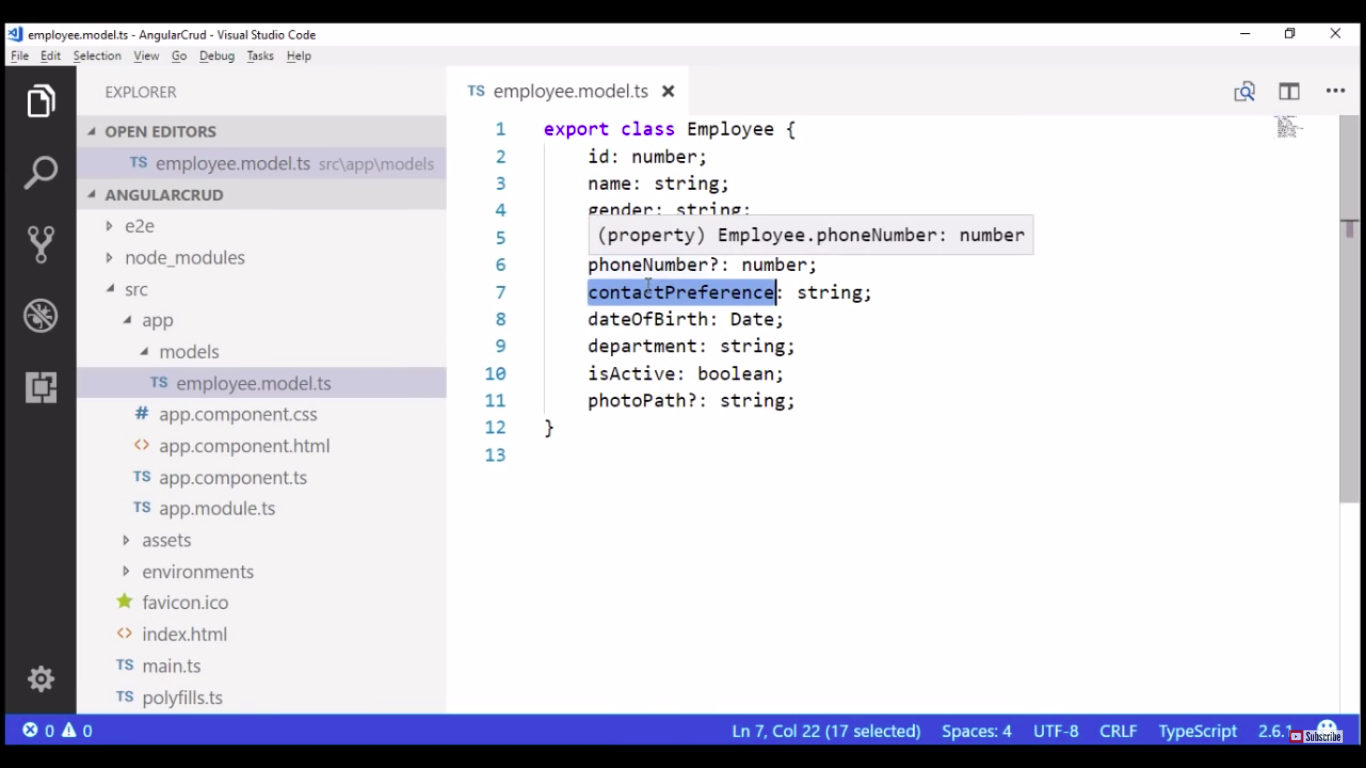 employee.model.ts - AngularCrud - Visual Studio Code
File Edit Selection View Go Debug Tasks Help
EXPLORER
OPEN EDITORS
TS employee.model.ts src\app\models
ANGULARCRUD
e2e
node_modules
src
app
models
TS employee.model.ts
# app.component.css
<> app.component.html
TS app.component.ts
TS app.module.ts
assets
environments
favicon.ico
<> index.html
TS main.ts
TS polyfills.ts
TS employee.model.ts
1 export class Employee {
2 id: number;
3 name: string;
4 gender: string;
5
(property) Employee.phoneNumber: number
6 phoneNumber?: number;
7 contactPreference: string;
8 dateOfBirth: Date;
9 department: string;
10 isActive: boolean;
11 photoPath?: string;
12 }
13
0 0
Ln 7, Col 22 (17 selected) Spaces: 4 UTF-8 CRLF TypeScript 2.6.1
Subscribe